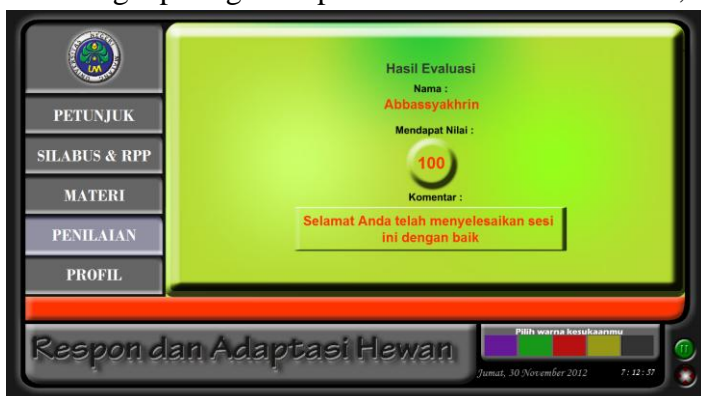 PETUNJUK
SILABUS & RPP
MATERI
PENILAIAN
PROFIL
Hasil Evaluasi
Nama :
Abbassyakhrin
Mendapat Nilai :
100
Komentar :
Selamat Anda telah menyelesaikan sesi
ini dengan baik
Respon dan Adaptasi Hewan
Pilih warna kesukaanmu
Jumat, 30 November 2012
7 : 12 : 57